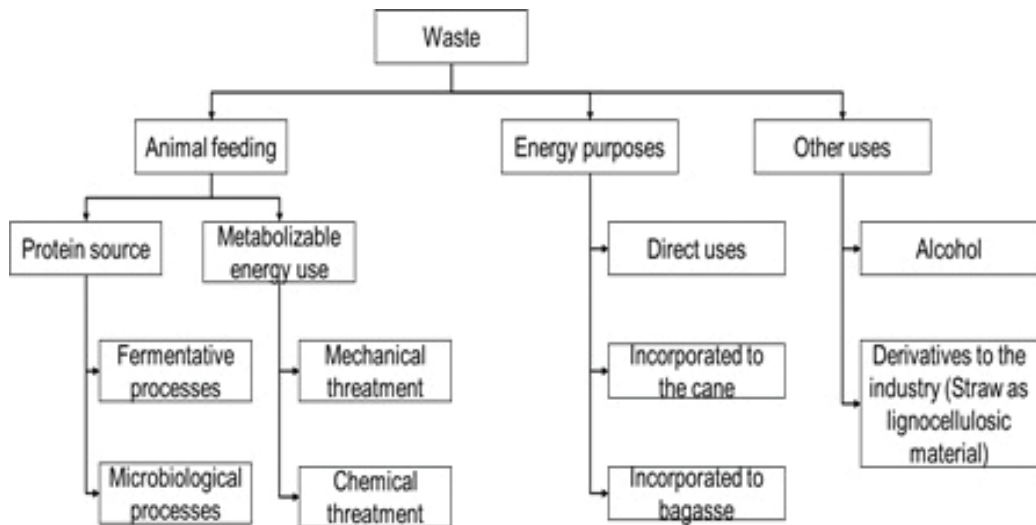 Waste
Animal feeding
Energy purposes
Other uses
Protein source
Metabolizable
energy use
Direct uses
Alcohol
Fermentative
processes
Mechanical
threatment
Incorporated to
the cane
Derivatives to the
industry (Straw as
lignocellulosic
material)
Microbiological
processes
Chemical
threatment
Incorporated to
bagasse